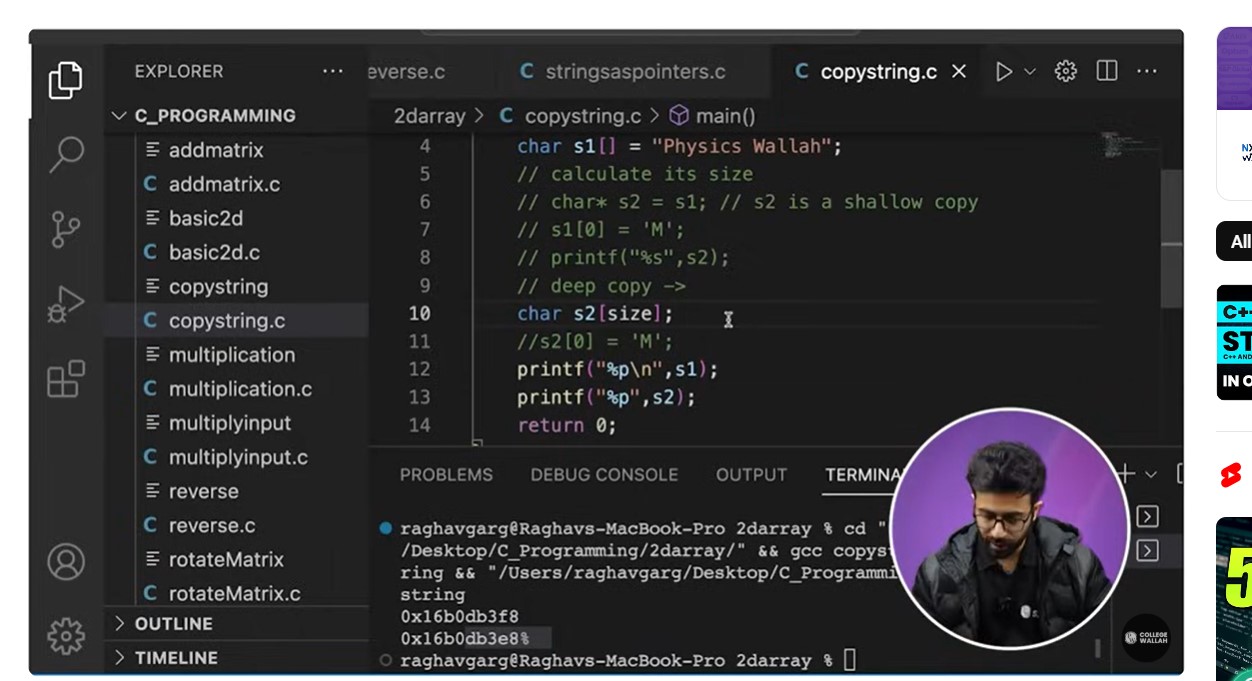 EXPLORER
everse.c
stringsaspointers.c
copystring.c
C_PROGRAMMING
2darray > copystring.c > main()
addmatrix
addmatrix.c
basic2d
basic2d.c
copystring
copystring.c
multiplication
multiplication.c
multiplyinput
multiplyinput.c
reverse
reverse.c
rotateMatrix
rotateMatrix.c
OUTLINE
TIMELINE
4 char s1[] = "Physics Wallah";
5 // calculate its size
6 // char* s2 = s1; // s2 is a shallow copy
7 // s1[0] = 'M';
8 // printf("%s",s2);
9 // deep copy ->
10 char s2[size];
11 //s2[0] = 'M';
12 printf("%p\n",s1);
13 printf("%p",s2);
14 return 0;
PROBLEMS DEBUG CONSOLE OUTPUT TERMINA
raghavgarg@Raghavs-MacBook-Pro 2darray % cd "
/Desktop/C_Programming/2darray/" && gcc copys
ring && "/Users/raghavgarg/Desktop/C_Programmi
string
0x16b0db3f8
0x16b0db3e8%
raghavgarg@Raghavs-MacBook-Pro 2darray %
COLLEGE
WALLAH
All
C+
ST
C++ AND
IN
5